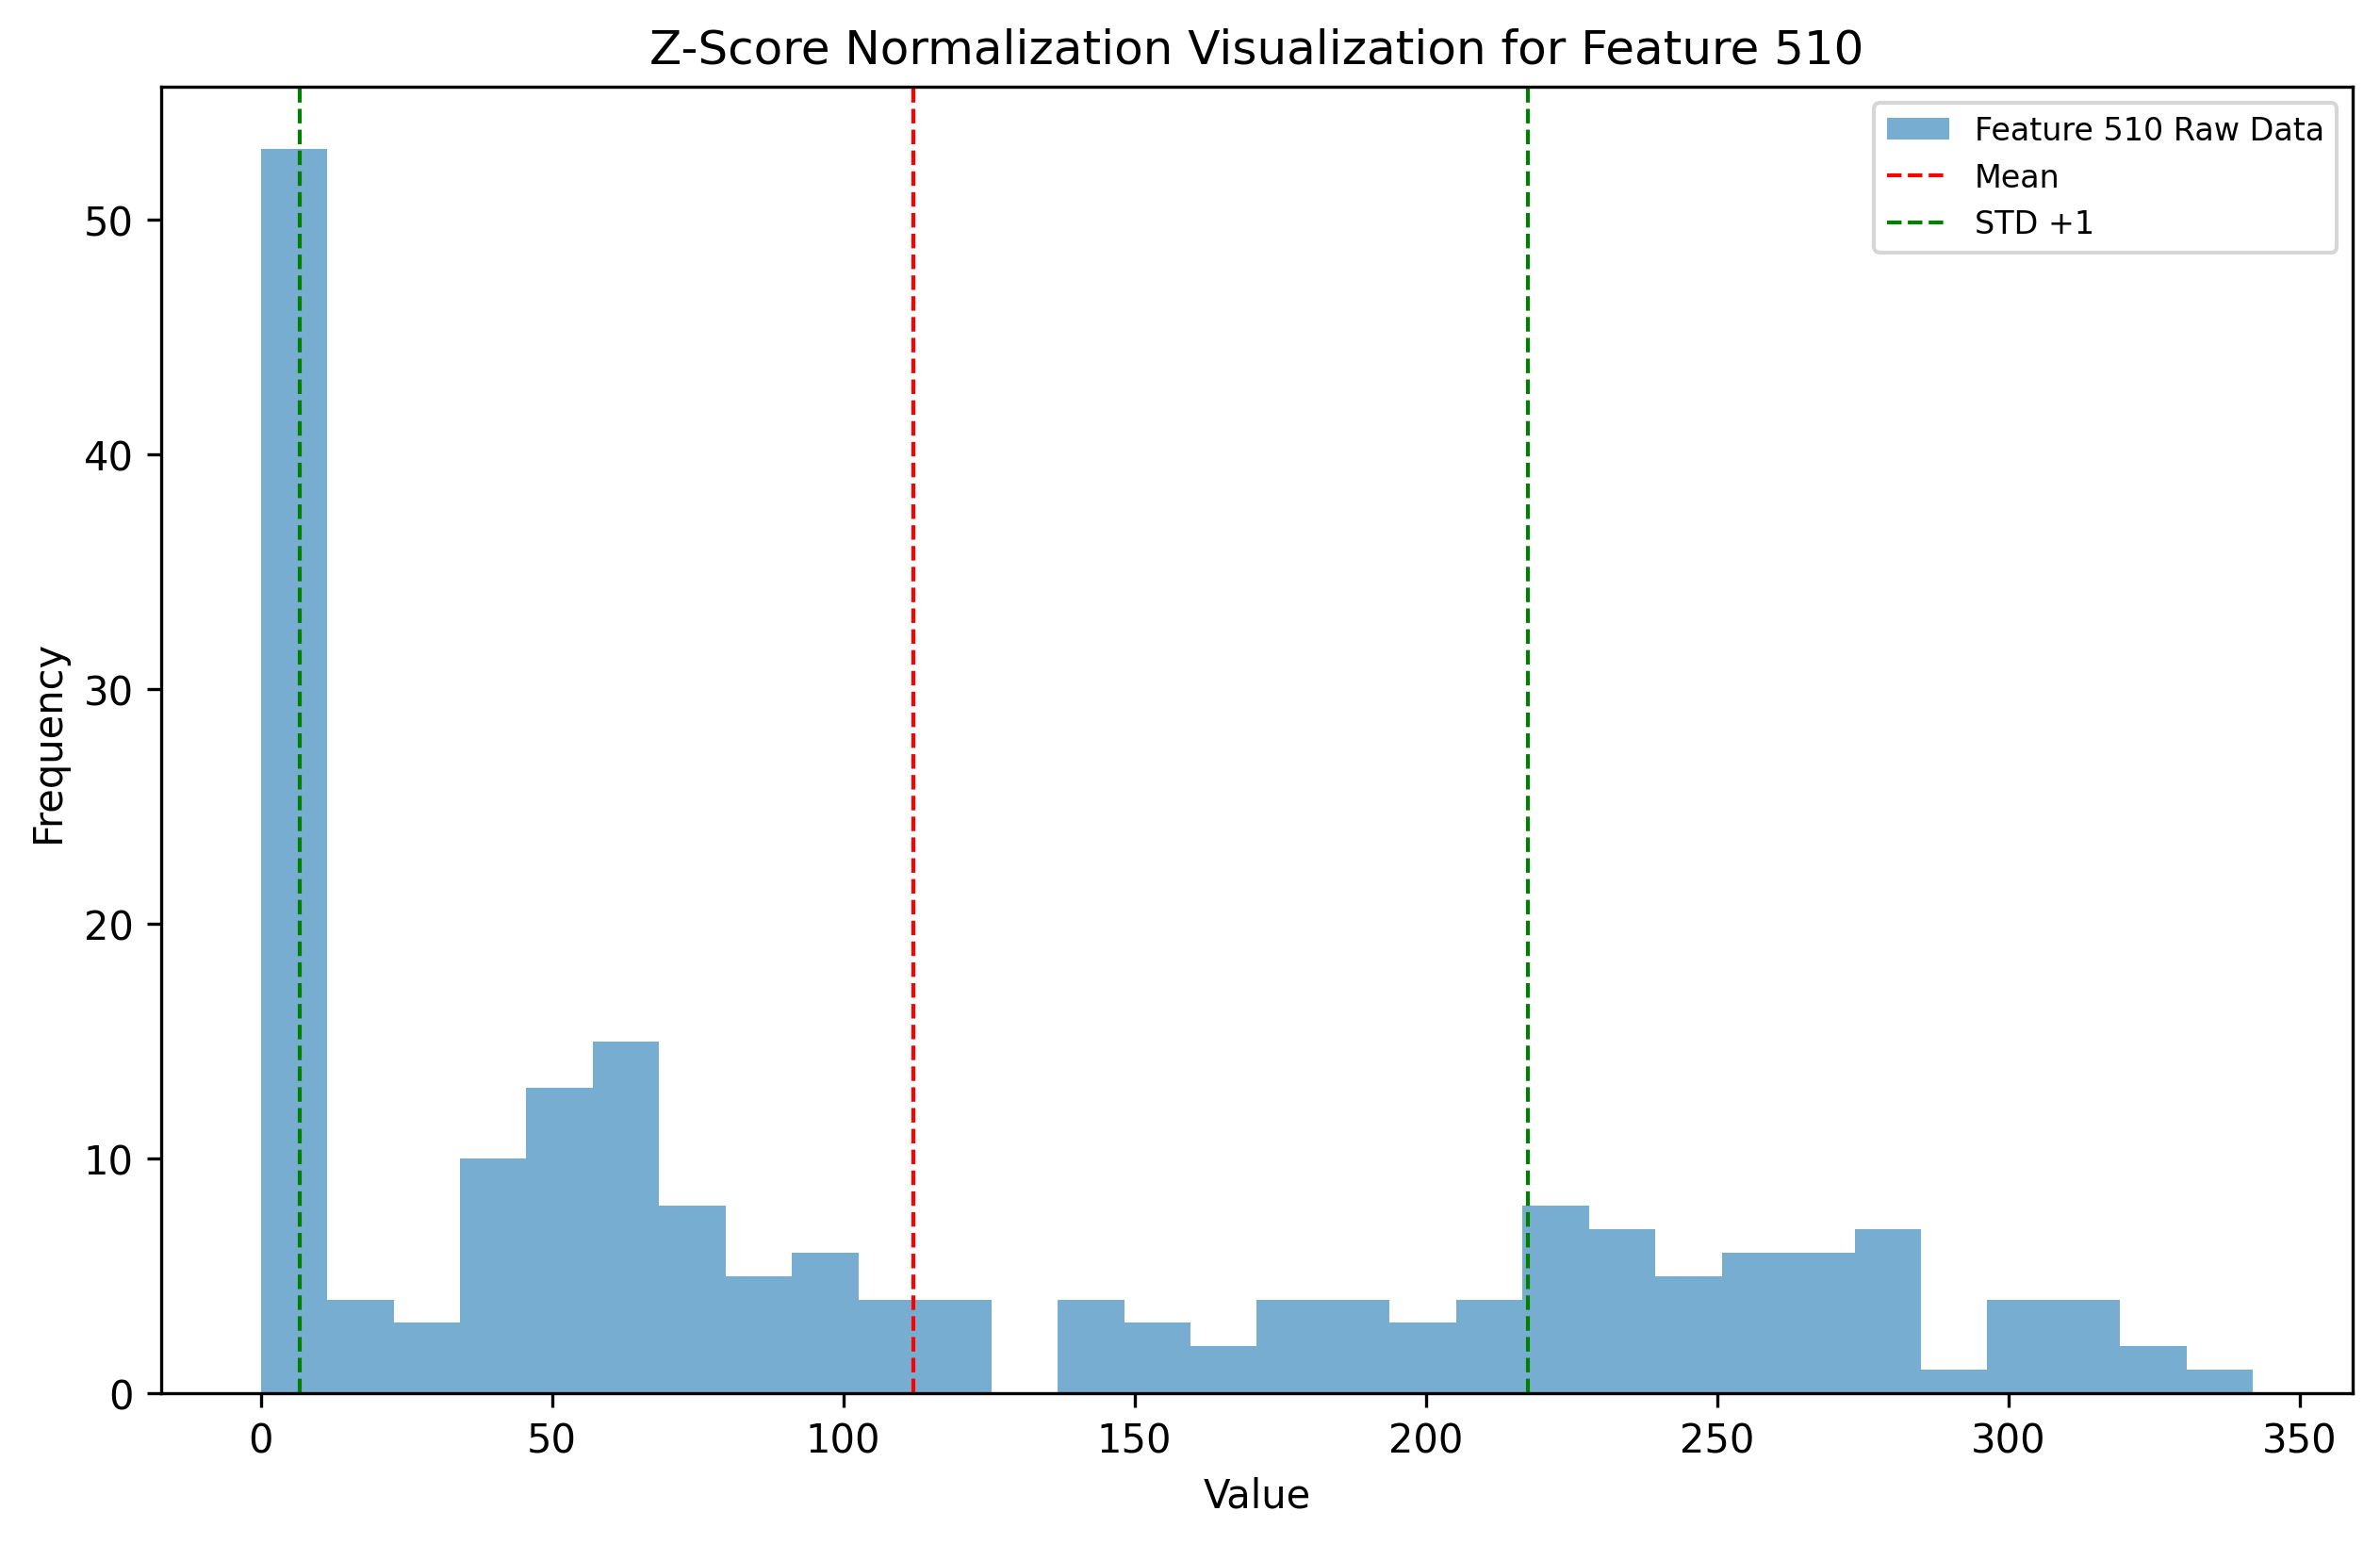 Z-Score Normalization Visualization for Feature 510
Feature 510 Raw Data
Mean
STD +1
50
40
30
20
10
0
Frequency
0 50 100 150 200 250 300 350
Value